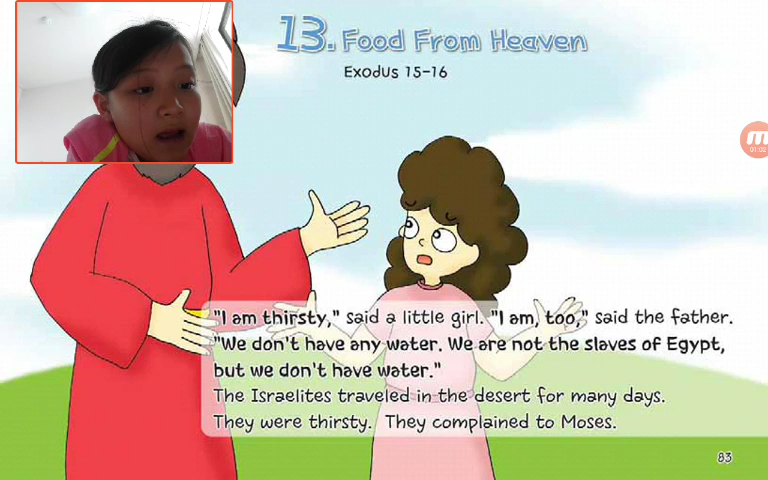 13. Food From Heaven
Exodus 15-16
01:02
"I am thirsty," said a little girl. "I am, too," said the father.
"We don't have any water. We are not the slaves of Egypt,
but we don't have water."
The Israelites traveled in the desert for many days.
They were thirsty. They complained to Moses.
83